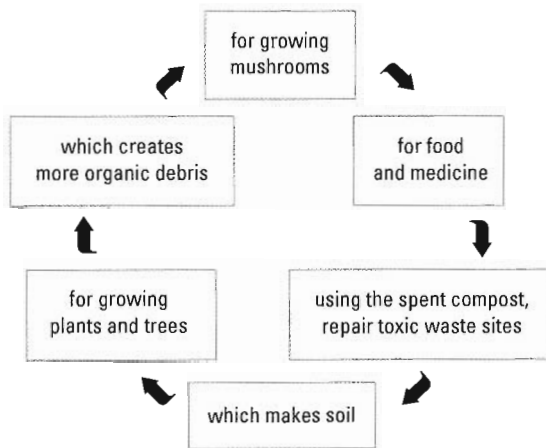 for growing
mushrooms
for food
and medicine
using the spent compost,
repair toxic waste sites
which makes soil
for growing
plants and trees
which creates
more organic debris